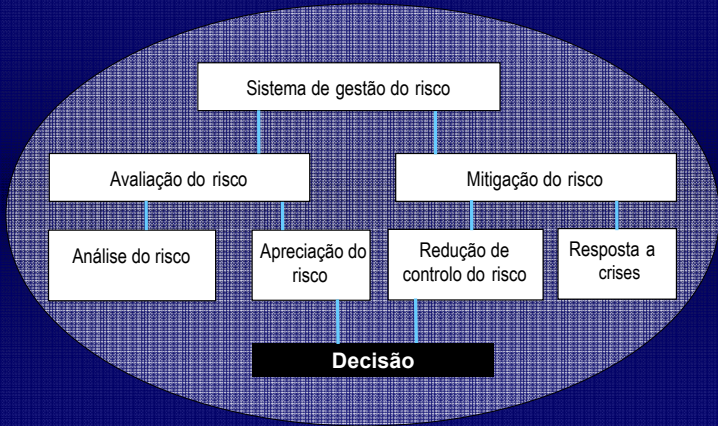 Sistema de gestão do risco
Avaliação do risco
Mitigação do risco
Análise do risco
Apreciação do
risco
Redução de
controlo do risco
Resposta a
crises
Decisão